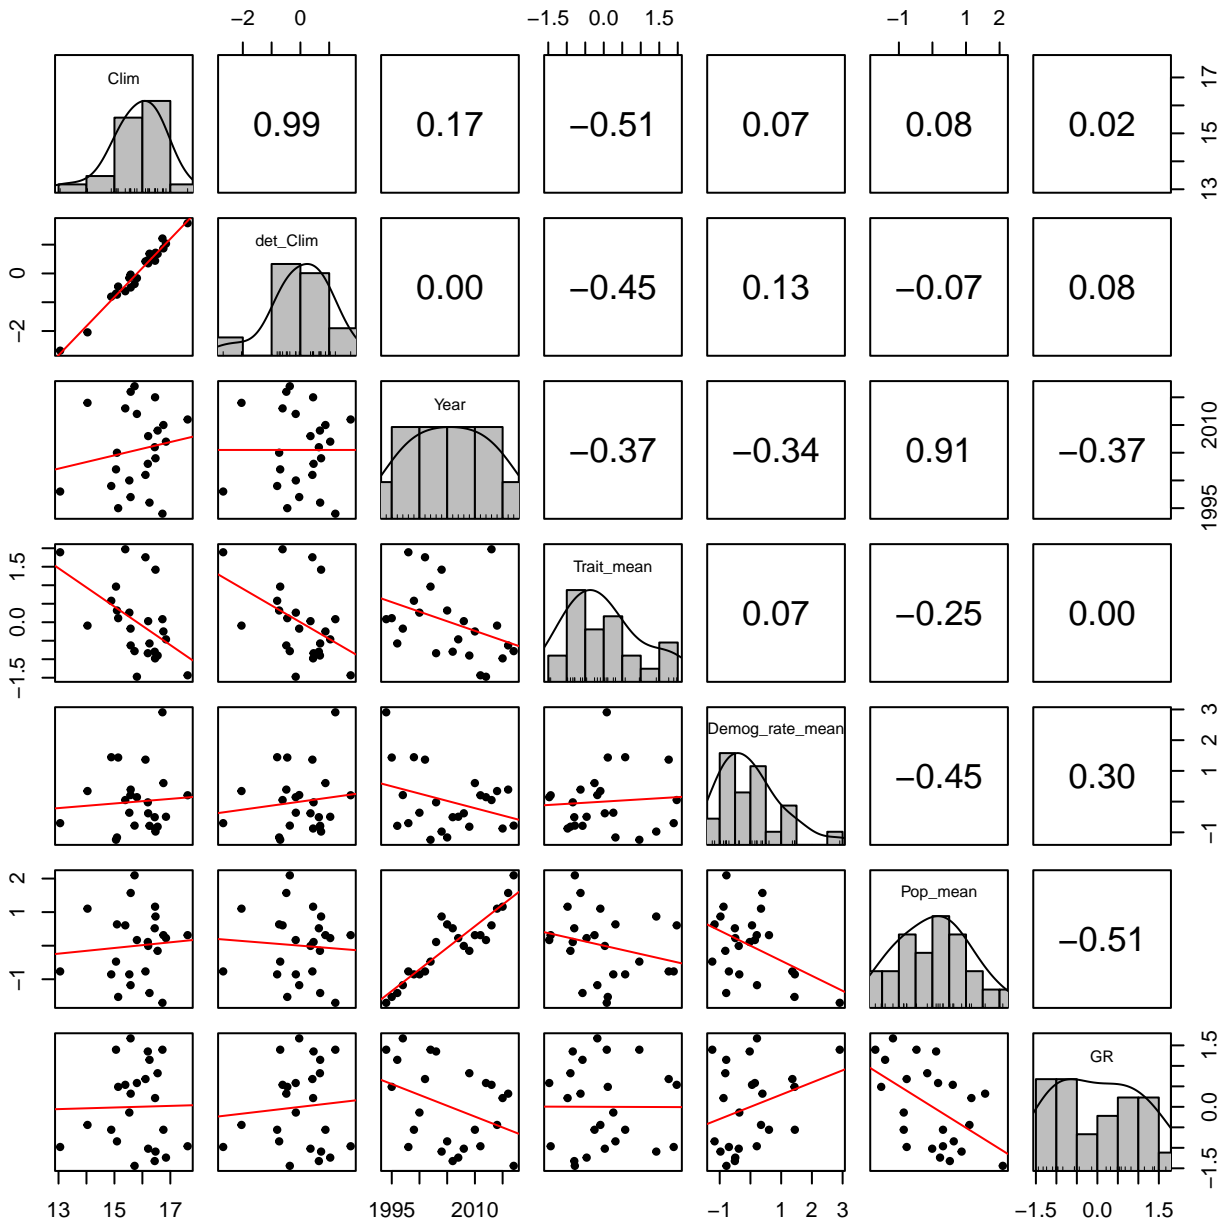 −2 0 −1.5 0.0 1.5 −1 1 2
Clim 0.99 0.17 −0.51 0.07 0.08 0.02 13 15 17
−2 0 det_Clim 0.00 −0.45 0.13 −0.07 0.08
Year −0.37 −0.34 0.91 −0.37 1995 2010
−1.5 0.0 1.5 Trait_mean 0.07 −0.25 0.00
Demog_rate_mean −0.45 0.30 −1 1 2 3
−1 1 2 Pop_mean −0.51
GR −1.5 0.0 1.5
13 15 17 1995 2010 −1 1 2 3 −1.5 0.0 1.5